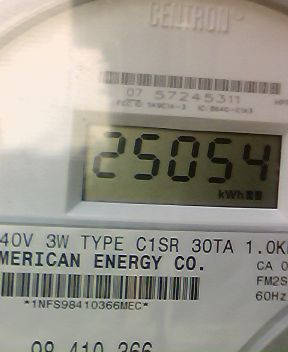 CENTRON®
07 57245311
25054
kWh
40V 3W TYPE C1SR 30TA 1.0K
MERICAN ENERGY CO.
CA 0
FM2S
*1NFS98410366MEC*
60Hz
98 410 366